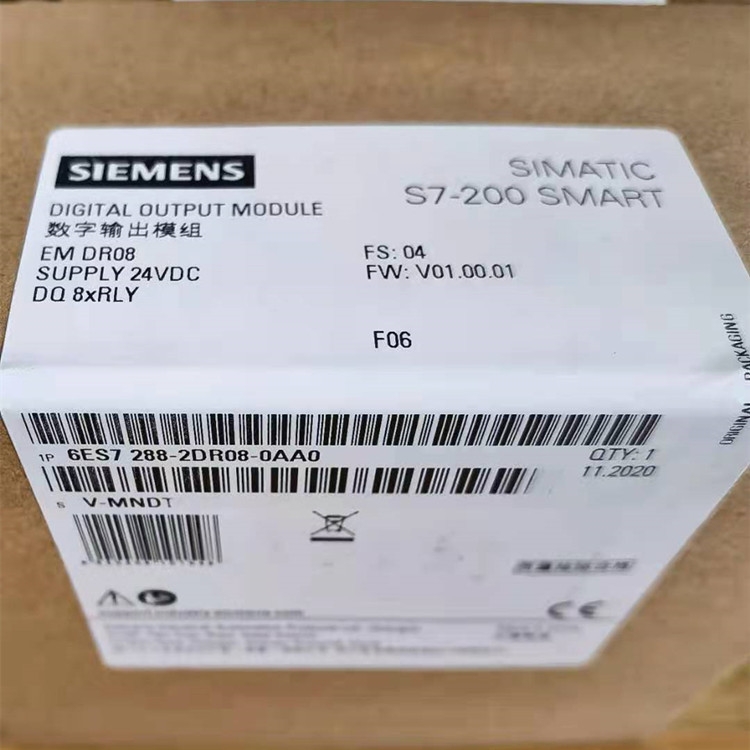 SIEMENS
SIMATIC
S7-200 SMART
DIGITAL OUTPUT MODULE
数字输出模组
EM DR08
SUPPLY 24VDC
DQ 8xRLY
FS: 04
FW: V01.00.01
F06
ORIGINAL PACKAGING
1P 6ES7 288-2DR08-0AA0
QTY: 1
11.2020
S V-MNDT
CE